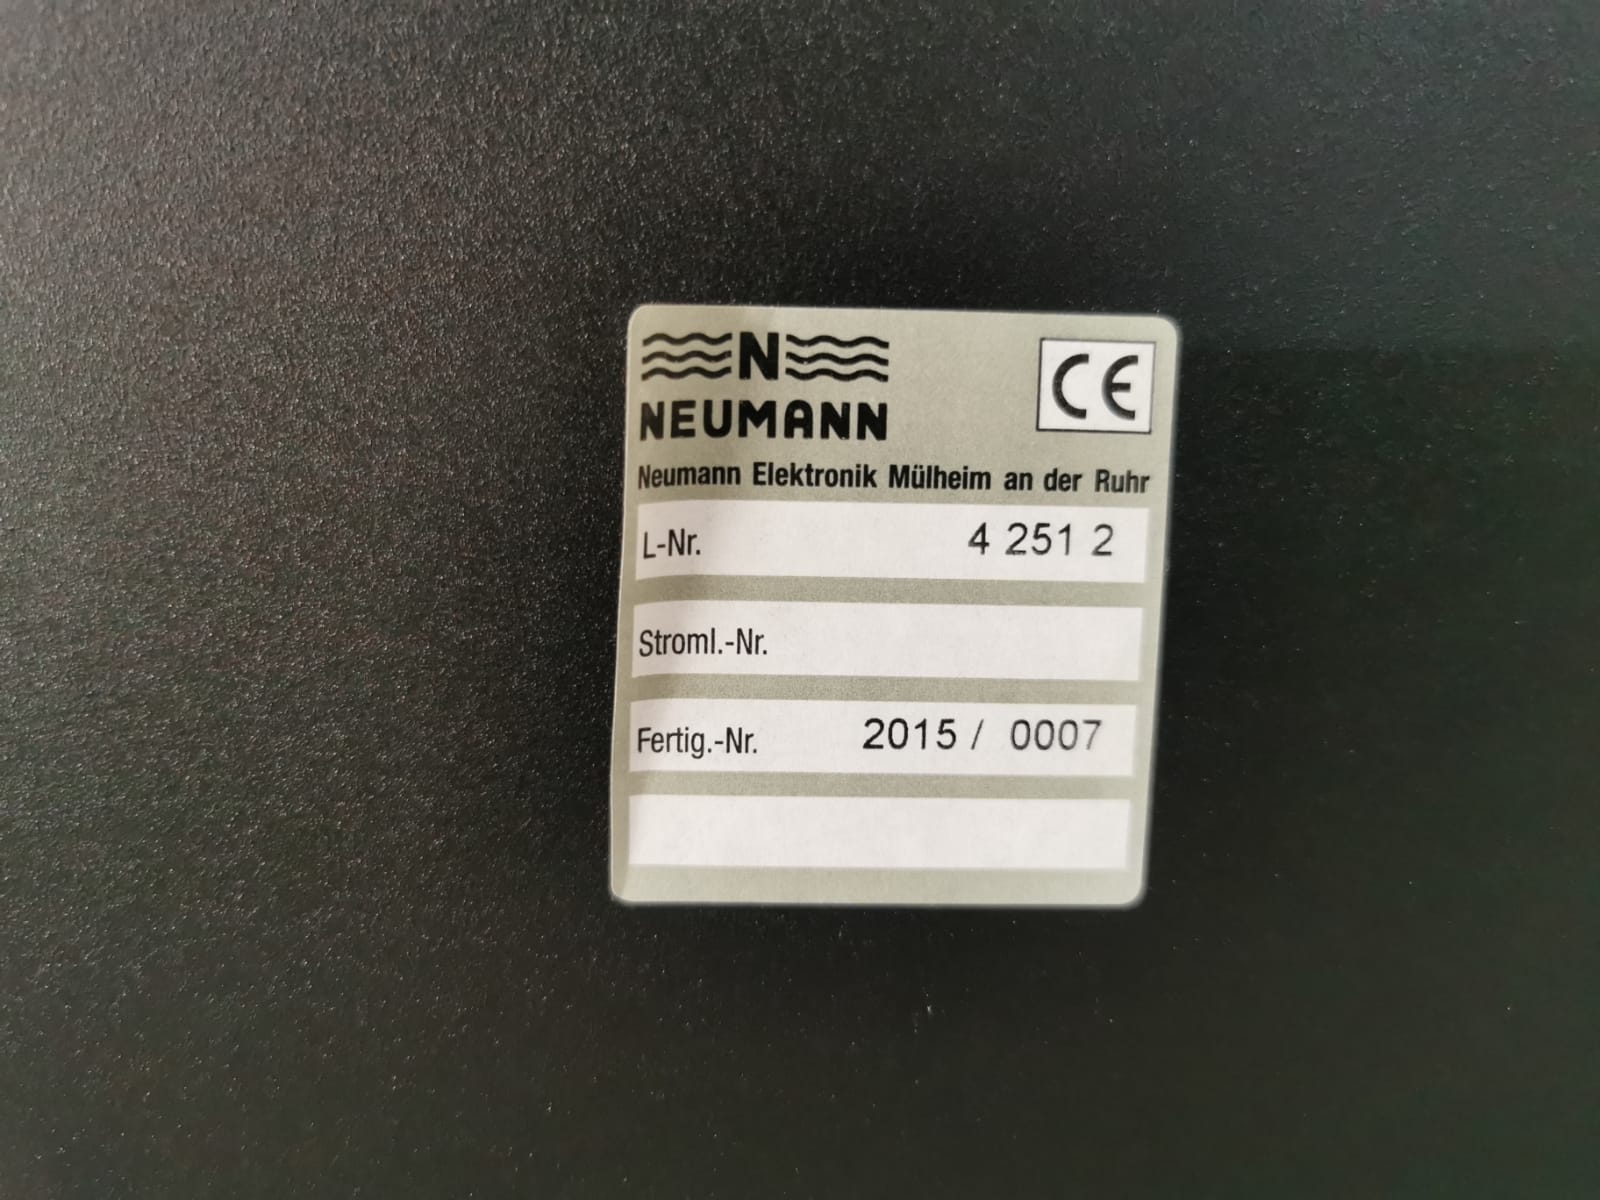 N
NEUMANN
CE
Neumann Elektronik Mülheim an der Ruhr
L-Nr. 4 251 2
Stroml.-Nr.
Fertig.-Nr. 2015 / 0007